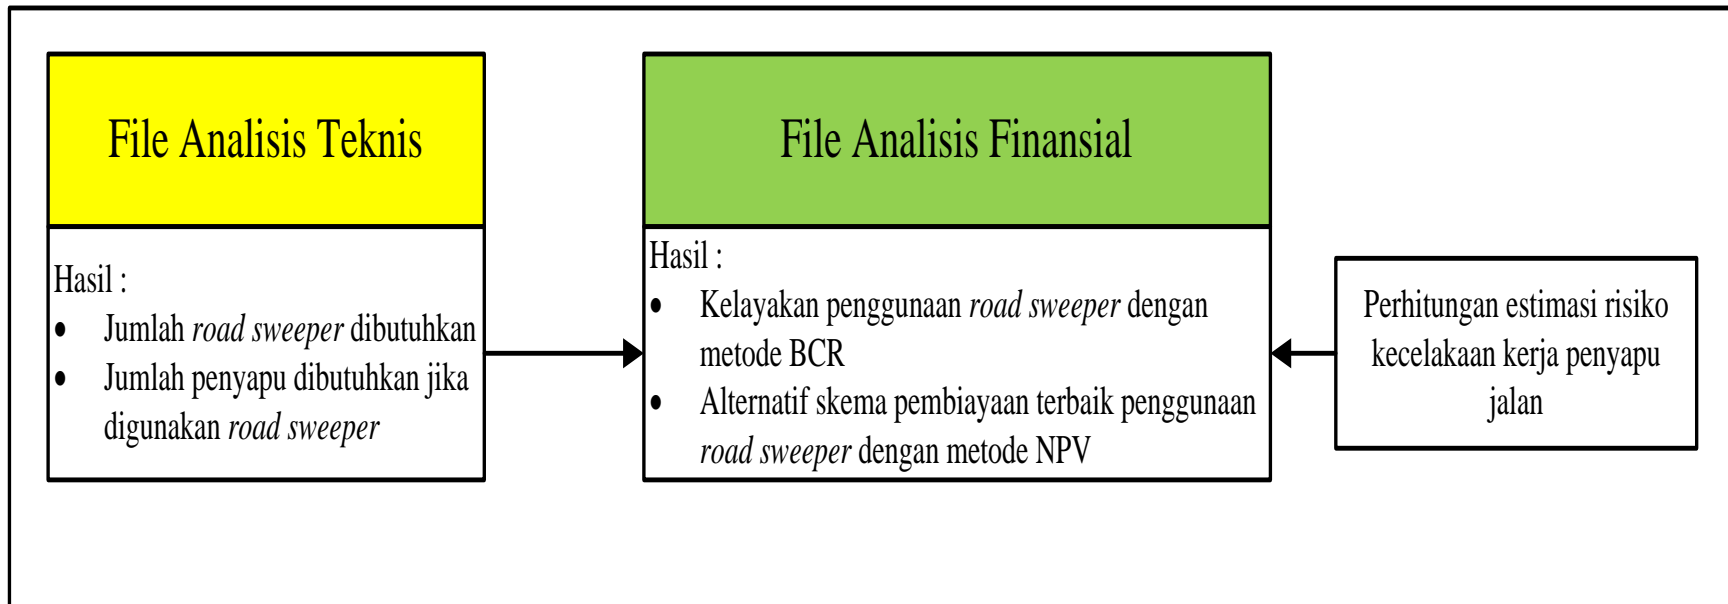 File Analisis Teknis
Hasil :
• Jumlah road sweeper dibutuhkan
• Jumlah penyapu dibutuhkan jika
digunakan road sweeper
File Analisis Finansial
Hasil :
• Kelayakan penggunaan road sweeper dengan
metode BCR
• Alternatif skema pembiayaan terbaik penggunaan
road sweeper dengan metode NPV
Perhitungan estimasi risiko
kecelakaan kerja penyapu
jalan